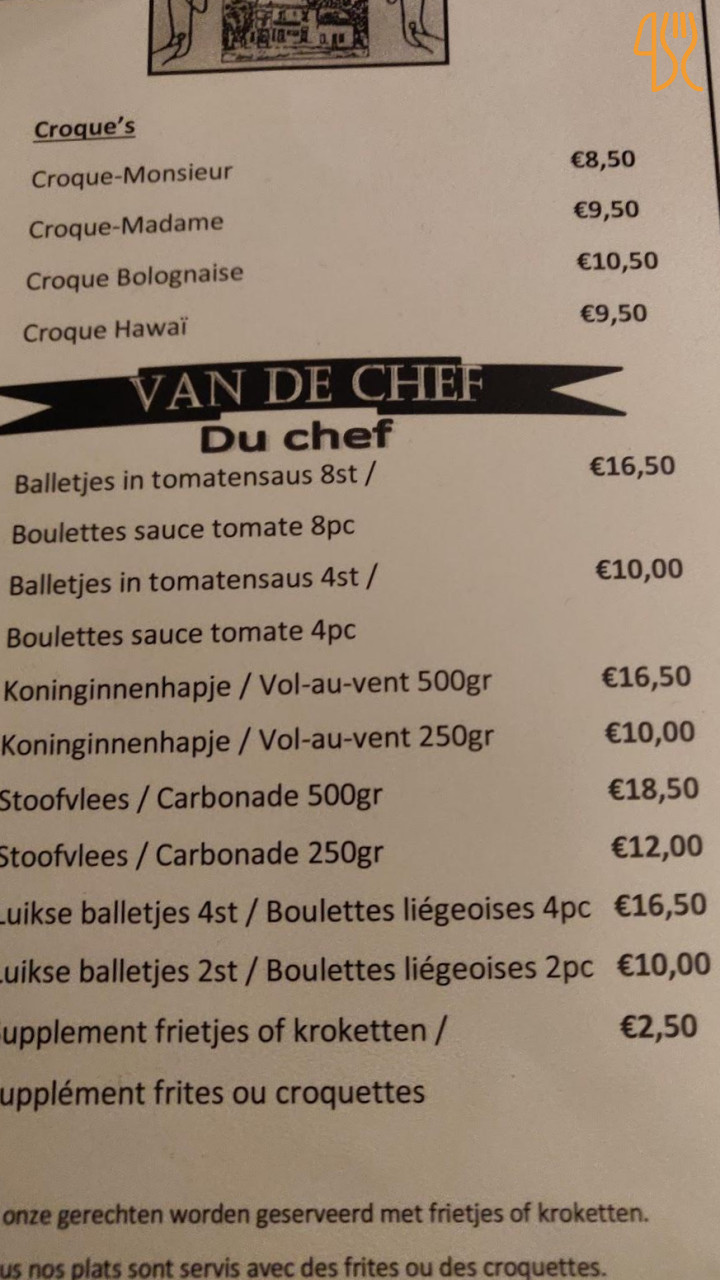 Croque's
Croque-Monsieur €8,50
Croque-Madame €9,50
Croque Bolognaise €10,50
Croque Hawaï €9,50
VAN DE CHEF
Du chef
Balletjes in tomatensaus 8st / €16,50
Boulettes sauce tomate 8pc
Balletjes in tomatensaus 4st / €10,00
Boulettes sauce tomate 4pc
Koninginnenhapje / Vol-au-vent 500gr €16,50
Koninginnenhapje / Vol-au-vent 250gr €10,00
Stoofvlees / Carbonade 500gr €18,50
Stoofvlees / Carbonade 250gr €12,00
Luikse balletjes 4st / Boulettes liégeoises 4pc €16,50
Luikse balletjes 2st / Boulettes liégeoises 2pc €10,00
upplement frietjes of kroketten / €2,50
upplément frites ou croquettes
onze gerechten worden geserveerd met frietjes of kroketten.
us nos plats sont servis avec des frites ou des croquettes.